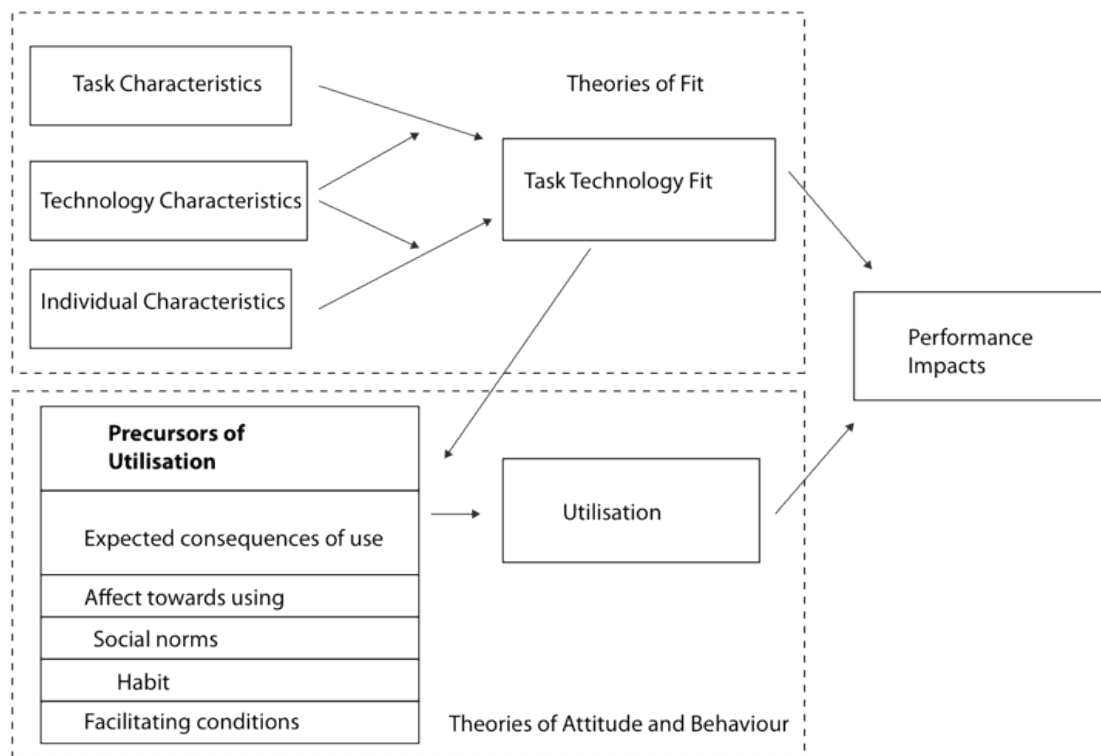 Task Characteristics
Theories of Fit
Technology Characteristics
Task Technology Fit
Individual Characteristics
Performance
Impacts
Precursors of
Utilisation
Expected consequences of use
Utilisation
Affect towards using
Social norms
Habit
Facilitating conditions
Theories of Attitude and Behaviour